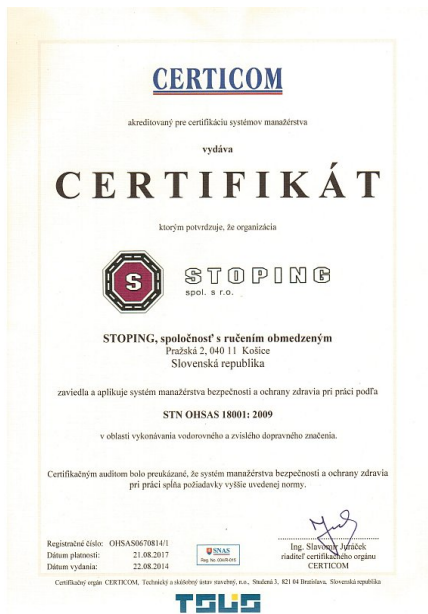 CERTICOM
akreditovaný pre certifikáciu systémov manažérstva
vydáva
CERTIFIKÁT
ktorým potvrdzuje, že organizácia
S
STOPING
spol. s r.o.
STOPING, spoločnosť s ručením obmedzeným
Pražská 2, 040 11 Košice
Slovenská republika
zaviedla a aplikuje systém manažérstva bezpečnosti a ochrany zdravia pri práci podľa
STN OHSAS 18001: 2009
v oblasti vykonávania vodorovného a zvislého dopravného značenia.
Certifikačným auditom bolo preukázané, že systém manažérstva bezpečnosti a ochrany zdravia
pri práci spĺňa požiadavky vyššie uvedenej normy.
Registračné číslo: OHSAS0670814/1
Dátum platnosti: 21.08.2017
Dátum vydania: 22.08.2014
SNAS
Ing. Slavomír Juráček
riaditeľ certifikačného orgánu
CERTICOM
Certifikačný orgán CERTICOM, Technický a skúšobný ústav stavebný, n.o., Studená 3, 821 04 Bratislava, Slovenská republika
TSUS